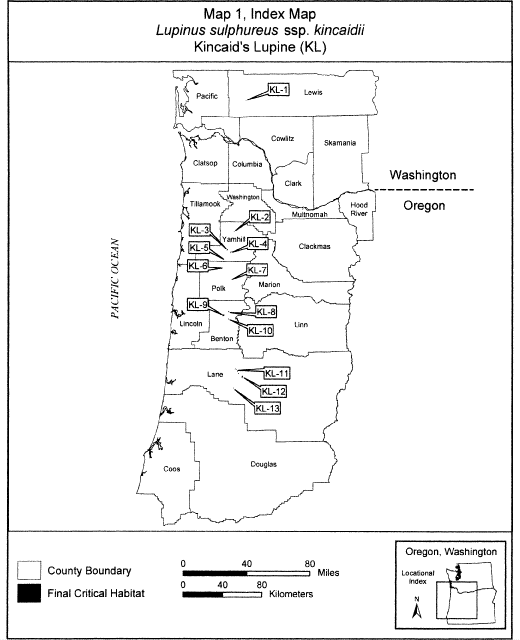 Map 1, Index Map
Lupinus sulphureus ssp. kincaidii
Kincaid's Lupine (KL)
Pacific
KL-1
Lewis
Cowlitz
Skamania
Clatsop
Columbia
Clark
Washington
Oregon
Tillamook
Washington
Multnomah
Hood River
KL-2
KL-3
Yamhill
KL-4
KL-5
Clackmas
KL-6
KL-7
Polk
Marion
PACIFIC OCEAN
KL-9
KL-8
Lincoln
KL-10
Linn
Benton
Lane
KL-11
KL-12
KL-13
Coos
Douglas
County Boundary
Final Critical Habitat
0 40 80 Miles
0 40 80 Kilometers
Oregon, Washington
Locational Index
N